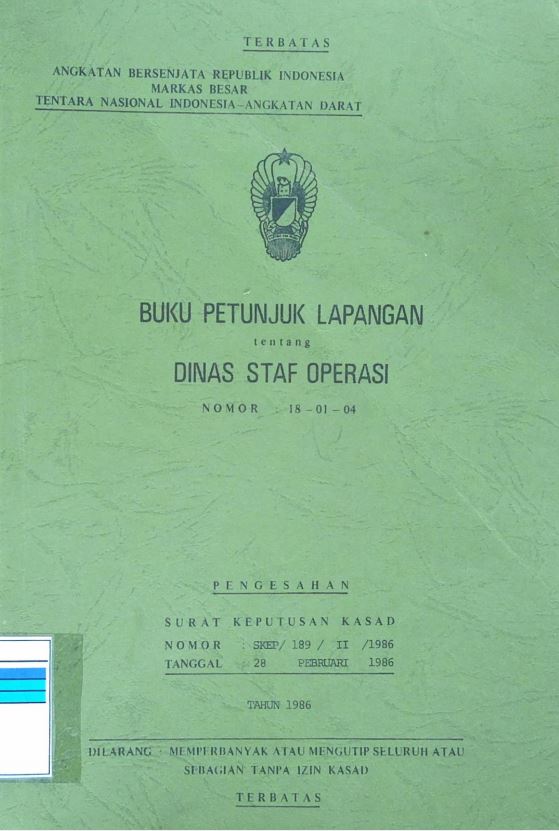 TERBATAS
ANGKATAN BERSENJATA REPUBLIK INDONESIA
MARKAS BESAR
TENTARA NASIONAL INDONESIA-ANGKATAN DARAT
BUKU PETUNJUK LAPANGAN
tentang
DINAS STAF OPERASI
NOMOR : 18-01-04
PENGESAHAN
SURAT KEPUTUSAN KASAD
NOMOR : SKEP/ 189 / II /1986
TANGGAL : 28 PEBRUARI 1986
TAHUN 1986
DILARANG : MEMPERBANYAK ATAU MENGUTIP SELURUH ATAU
SEBAGIAN TANPA IZIN KASAD
TERBATAS